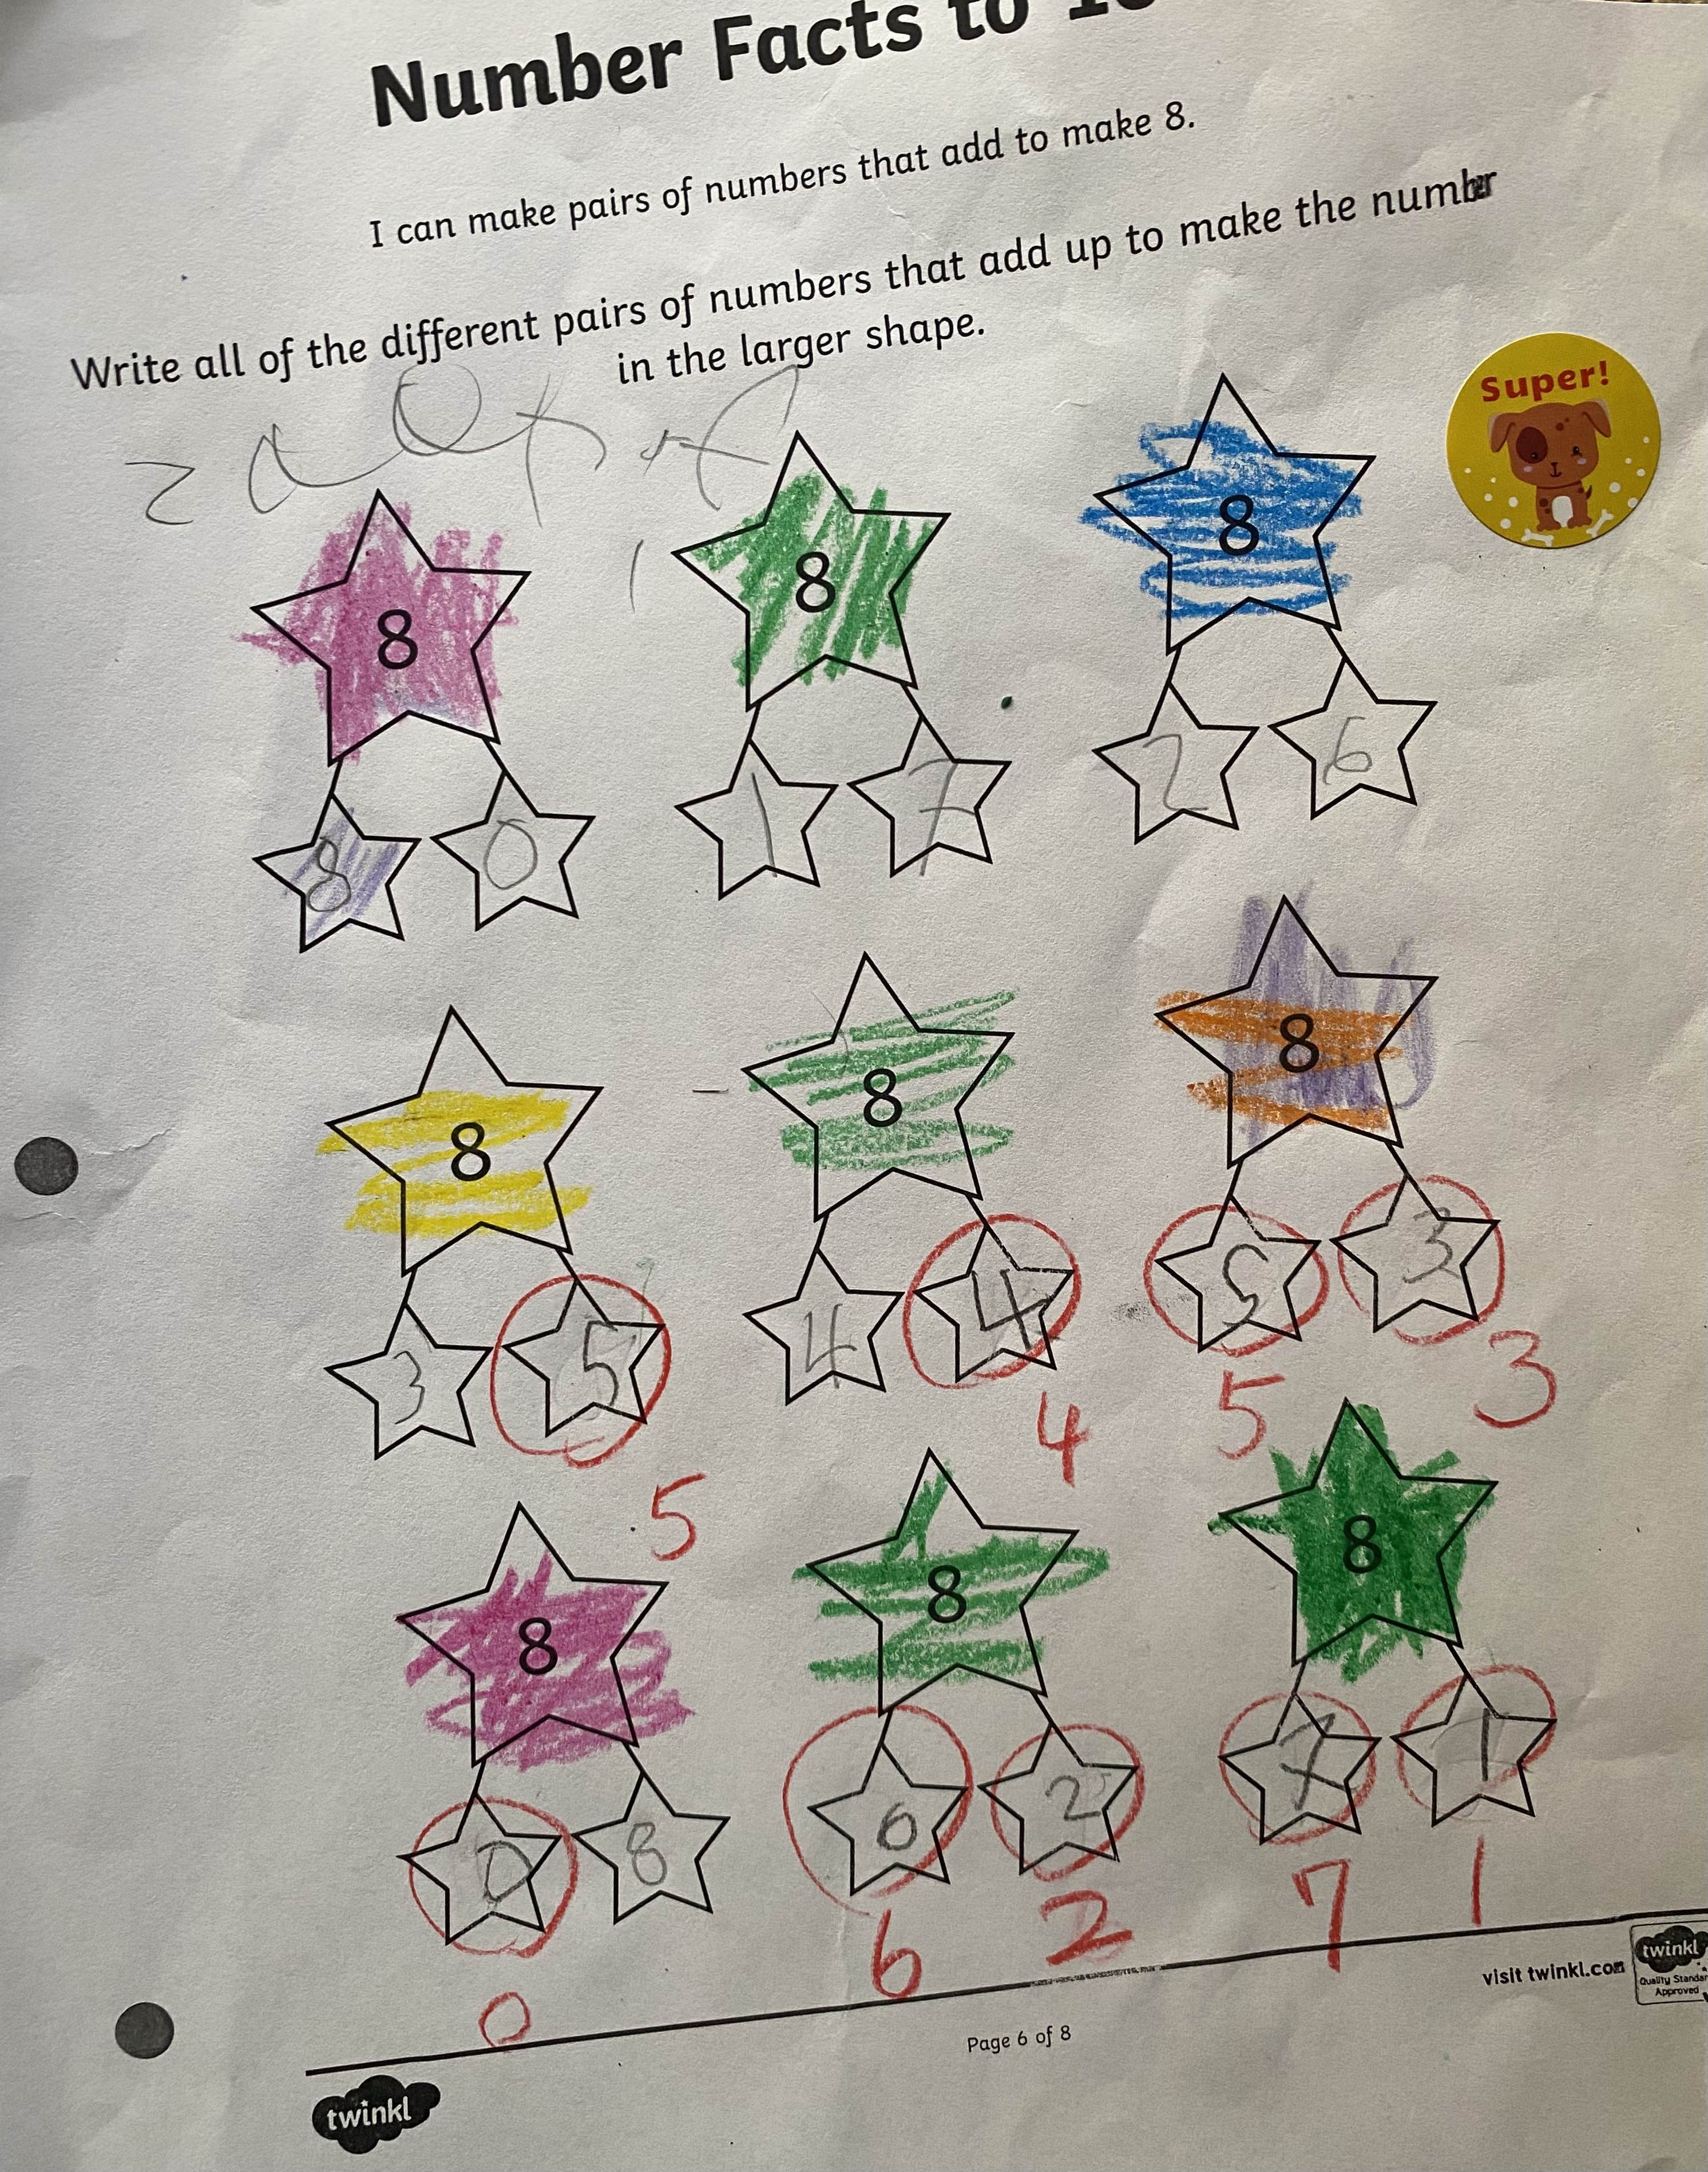 Number Facts to 10
I can make pairs of numbers that add to make 8.
Write all of the different pairs of numbers that add up to make the number
in the larger shape.
Super!
8 8 8
8 0 1 7 2 6
8 8 8
3 5 4 4 5 3
5 4 5 3
8 8 8
0 8 6 2 7 1
0 6 2 7 1
visit twinkl.com
twinkl
Quality Standard
Approved
Page 6 of 8
twinkl